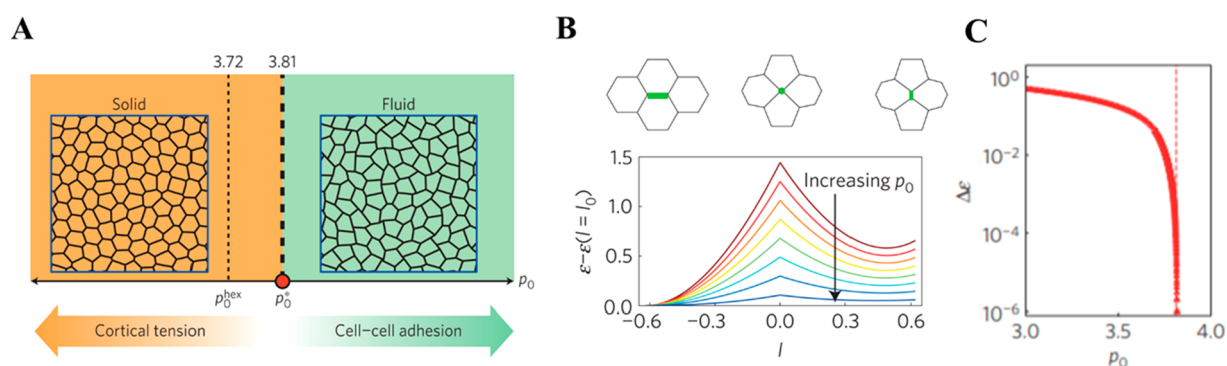 A
3.72
3.81
Solid
Fluid
p₀
p₀ʰᵉˣ
p₀*
Cortical tension
Cell–cell adhesion
B
1.5
1.0
0.5
0.0
ε–ε(l = l₀)
Increasing p₀
−0.6
−0.3
0.0
0.3
0.6
l
C
10⁰
10⁻²
10⁻⁴
10⁻⁶
Δε
3.0
3.5
4.0
p₀